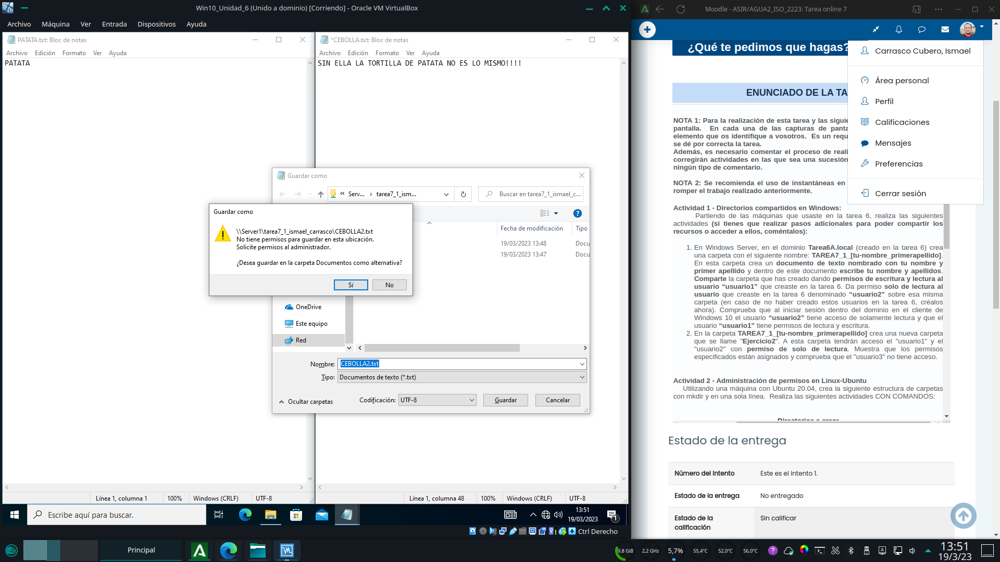 Win10_Unidad_6 (Unido a dominio) [Corriendo] - Oracle VM VirtualBox
Archivo Máquina Ver Entrada Dispositivos Ayuda
PATATA.txt: Bloc de notas
Archivo Edición Formato Ver Ayuda
PATATA
*CEBOLLA.txt: Bloc de notas
Archivo Edición Formato Ver Ayuda
SIN ELLA LA TORTILLA DE PATATA NO ES LO MISMO!!!!
Guardar como
« Serv... › tarea7_1_ism...
Buscar en tarea7_1_ismael_c...
Fecha de modificación Tipo
19/03/2023 13:48 Docu
19/03/2023 13:47 Docu
Guardar como
\\Server1\tarea7_1_ismael_carrasco\CEBOLLA2.txt
No tiene permisos para guardar en esta ubicación.
Solicite permisos al administrador.
¿Desea guardar en la carpeta Documentos como alternativa?
Sí No
OneDrive
Este equipo
Red
Nombre: CEBOLLA2.txt
Tipo: Documentos de texto (*.txt)
Ocultar carpetas
Codificación: UTF-8
Guardar Cancelar
Línea 1, columna 1 100% Windows (CRLF) UTF-8
Línea 1, columna 48 100% Windows (CRLF) UTF-8
Escribe aquí para buscar.
13:51
19/03/2023
1
Ctrl Derecho
Moodle - ASIR/AGUA2_ISO_2223: Tarea online 7
¿Qué te pedimos que hagas?
Carrasco Cubero, Ismael
Área personal
Perfil
Calificaciones
Mensajes
Preferencias
Cerrar sesión
ENUNCIADO DE LA TA
NOTA 1: Para la realización de esta tarea y las siguie
pantalla. En cada una de las capturas de panta
elemento que os identifique a vosotros. Es un requ
se dé por correcta la tarea.
Además, es necesario comentar el proceso de reali
corregirán actividades en las que sea una sucesión
ningún tipo de comentario.
NOTA 2: Se recomienda el uso de instantáneas en
romper el trabajo realizado anteriormente.
Actividad 1 - Directorios compartidos en Windows:
Partiendo de las máquinas que usaste en la tarea 6, realiza las siguientes
actividades (si tienes que realizar pasos adicionales para poder compartir los
recursos o acceder a ellos, coméntalos):
1. En Windows Server, en el dominio Tarea6A.local (creado en la tarea 6) crea
una carpeta con el siguiente nombre: TAREA7_1_[tu-nombre_primerapellido].
En esta carpeta crea un documento de texto nombrado con tu nombre y
primer apellido y dentro de este documento escribe tu nombre y apellidos.
Comparte la carpeta que has creado dando permisos de escritura y lectura al
usuario “usuario1” que creaste en la tarea 6. Da permiso solo de lectura al
usuario que creaste en la tarea 6 denominado “usuario2” sobre esa misma
carpeta (en caso de no haber creado estos usuarios en la tarea 6, créalos
ahora). Comprueba que al iniciar sesión dentro del dominio en el cliente de
Windows 10 el usuario “usuario2” tiene acceso de solamente lectura y que el
usuario “usuario1” tiene permisos de lectura y escritura.
2. En la carpeta TAREA7_1_[tu-nombre_primerapellido] crea una nueva carpeta
que se llame "Ejercicio2". A esta carpeta tendrán acceso el "usuario1" y el
"usuario2" con permiso de solo de lectura. Muestra que los permisos
especificados están asignados y comprueba que el "usuario3" no tiene acceso.
Actividad 2 - Administración de permisos en Linux-Ubuntu
Utilizando una máquina con Ubuntu 20.04, crea la siguiente estructura de carpetas
con mkdir y en una sola línea. Realiza las siguientes actividades CON COMANDOS:
Directorios a crear
Estado de la entrega
Número del intento Este es el intento 1.
Estado de la entrega No entregado
Estado de la
calificación
Sin calificar
Principal
9,8 GiB 2,2 GHz 5,7% 55,4°C 52,0°C 56,0°C
13:51
19/3/23